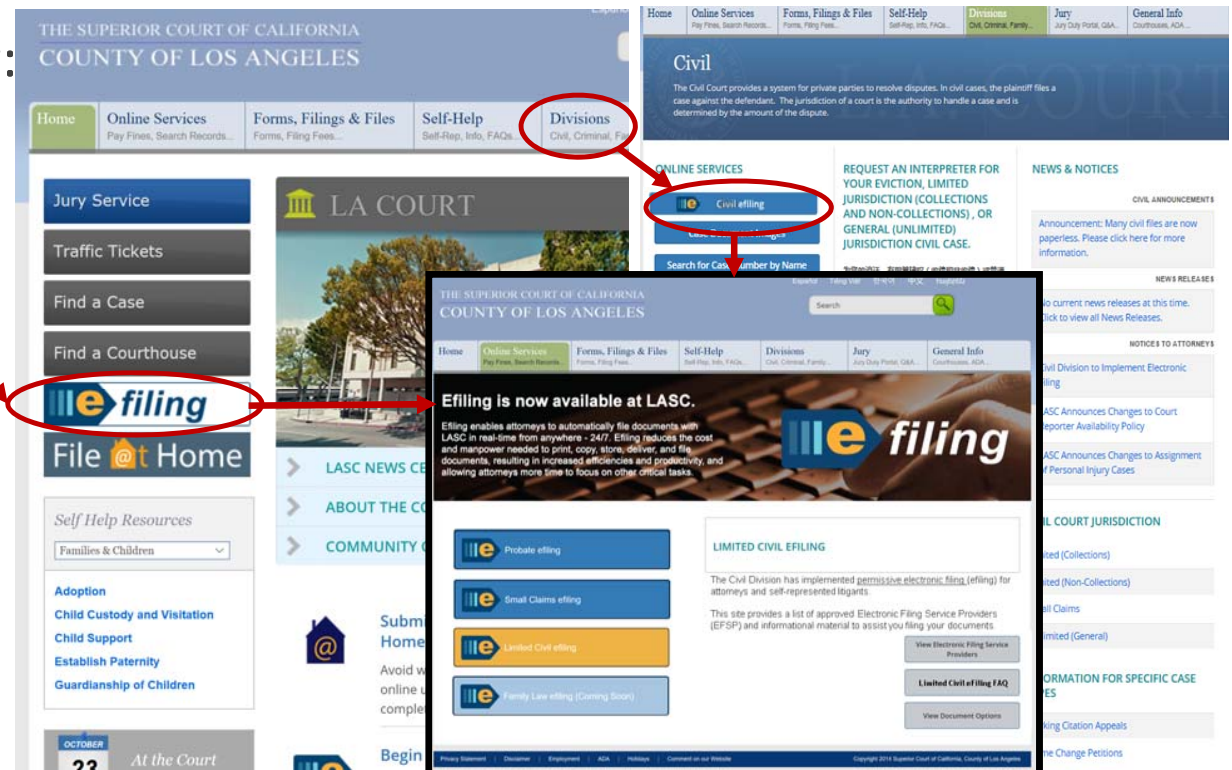 THE SUPERIOR COURT OF CALIFORNIA
COUNTY OF LOS ANGELES
Home
Online Services
Pay Fines, Search Records...
Forms, Filings & Files
Forms, Filing Fees...
Self-Help
Self-Rep, Info, FAQs...
Divisions
Civil, Criminal,
Jury Service
Traffic Tickets
Find a Case
Find a Courthouse
e filing
File @t Home
LA COURT
LASC NEWS
ABOUT THE
COMMUNITY
Self Help Resources
Families & Children
Adoption
Child Custody and Visitation
Child Support
Establish Paternity
Guardianship of Children
OCTOBER
23
At the Court
@
Home
Avoid
online
Begin
Home
Online Services
Pay Fines, Search Records...
Forms, Filings & Files
Forms, Filing Fees...
Self-Help
Self-Rep, Info, FAQs...
Divisions
Civil, Criminal, Family...
Jury
Jury Duty Portal, Q&A...
General Info
Courthouses, ADA ...
Civil
The Civil Court provides a system for private parties to resolve disputes. In civil cases, the plaintiff files a
case against the defendant. The jurisdiction of a court is the authority to handle a case and is
determined by the amount of the dispute.
ONLINE SERVICES
e Civil efiling
Case Document Images
Search for Case Number by Name
REQUEST AN INTERPRETER FOR
YOUR EVICTION, LIMITED
JURISDICTION (COLLECTIONS
AND NON-COLLECTIONS) , OR
GENERAL (UNLIMITED)
JURISDICTION CIVIL CASE.
NEWS & NOTICES
CIVIL ANNOUNCEMENTS
Announcement: Many civil files are now
paperless. Please click here for more
information.
NEWS RELEASES
No current news releases at this time.
Click to view all News Releases.
NOTICES TO ATTORNEYS
Civil Division to Implement Electronic
Filing
LASC Announces Changes to Court
Reporter Availability Policy
LASC Announces Changes to Assignment
of Personal Injury Cases
COURT JURISDICTION
(Collections)
(Non-Collections)
Claims
(General)
FOR SPECIFIC CASE
Citation Appeals
Change Petitions
Español Tiếng Việt 한국어 中文
THE SUPERIOR COURT OF CALIFORNIA
COUNTY OF LOS ANGELES
Search
Home
Online Services
Pay Fines, Search Records...
Forms, Filings & Files
Forms, Filing Fees...
Self-Help
Self-Rep, Info, FAQs...
Divisions
Civil, Criminal, Family...
Jury
Jury Duty Portal, Q&A...
General Info
Courthouses, ADA ...
Efiling is now available at LASC.
Efiling enables attorneys to automatically file documents with
LASC in real-time from anywhere - 24/7. Efiling reduces the cost
and manpower needed to print, copy, store, deliver, and file
documents, resulting in increased efficiencies and productivity, and
allowing attorneys more time to focus on other critical tasks.
e filing
e Probate efiling
e Small Claims efiling
e Limited Civil efiling
e Family Law efiling (Coming Soon)
LIMITED CIVIL EFILING
The Civil Division has implemented permissive electronic filing (efiling) for
attorneys and self-represented litigants.
This site provides a list of approved Electronic Filing Service Providers
(EFSP) and informational material to assist you filing your documents.
View Electronic Filing Service
Providers
Limited Civil eFiling FAQ
View Document Options
Privacy Statement | Disclaimer | Employment | ADA | Holidays | Comment on our Website
Copyright 2014 Superior Court of California, County of Los Angeles